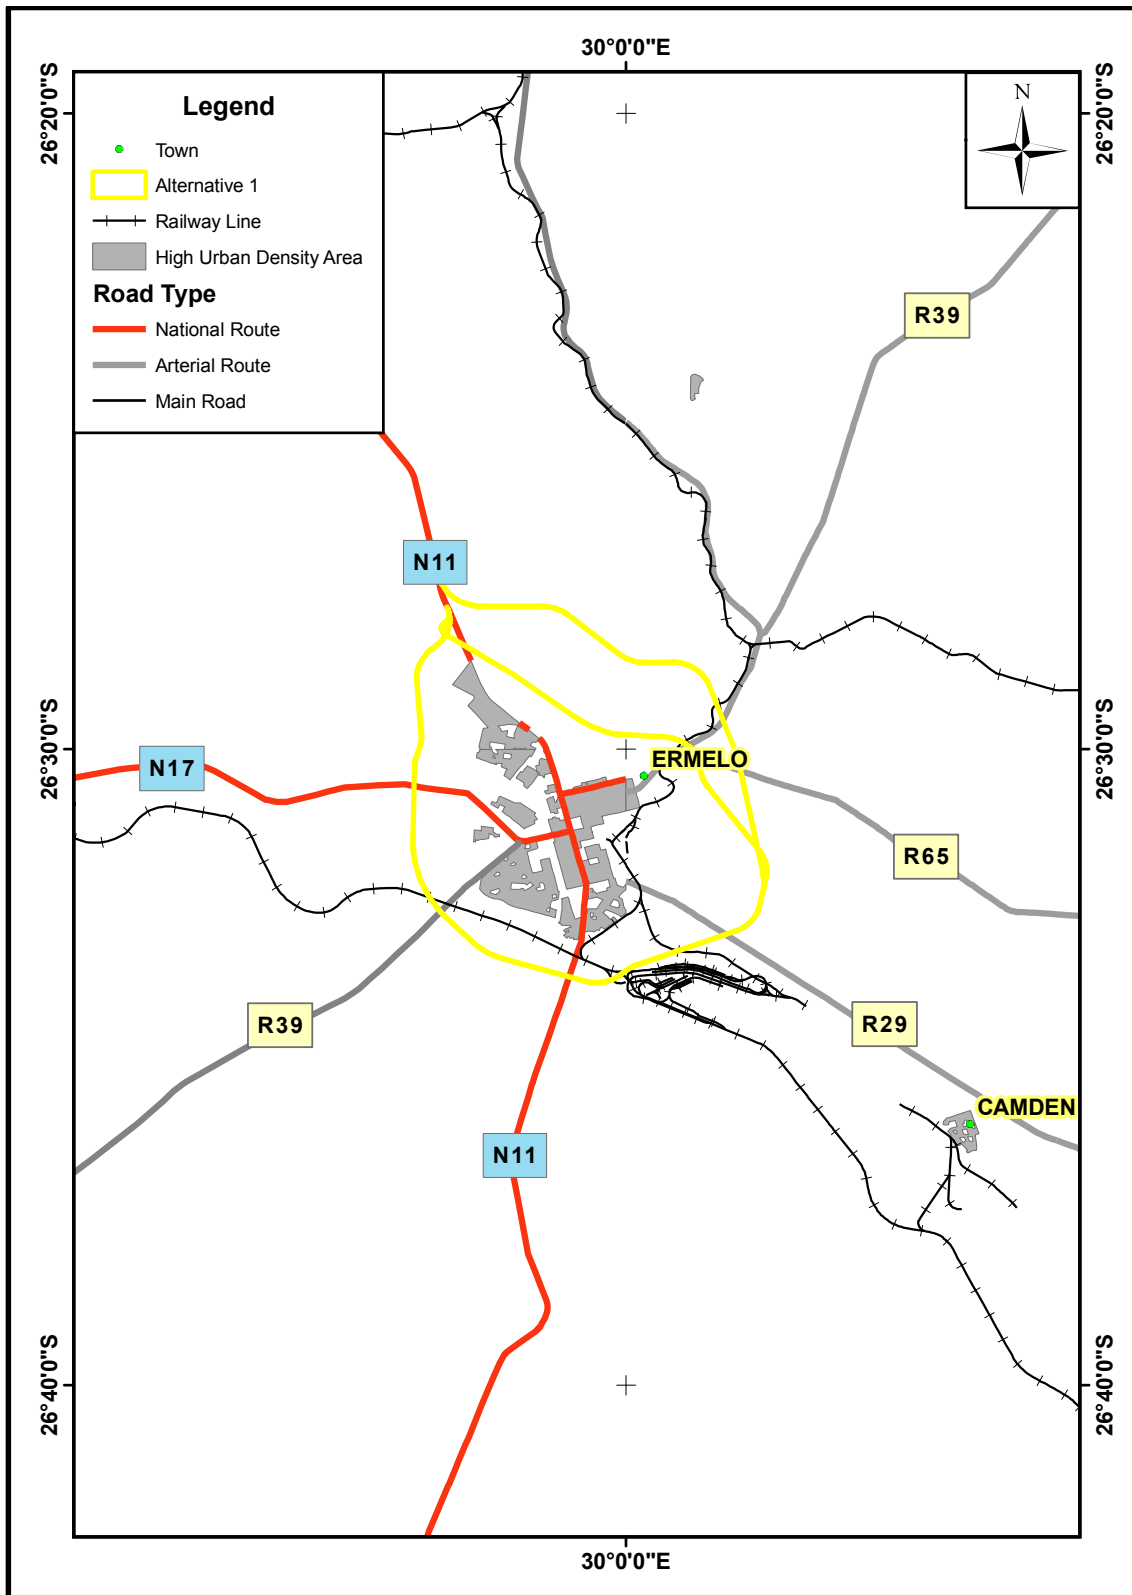 30°0'0"E
26°20'0"S
26°20'0"S
Legend
Town
Alternative 1
Railway Line
High Urban Density Area
Road Type
National Route
Arterial Route
Main Road
N
R39
N11
26°30'0"S
26°30'0"S
ERMELO
N17
R65
R39
R29
CAMDEN
N11
26°40'0"S
26°40'0"S
30°0'0"E